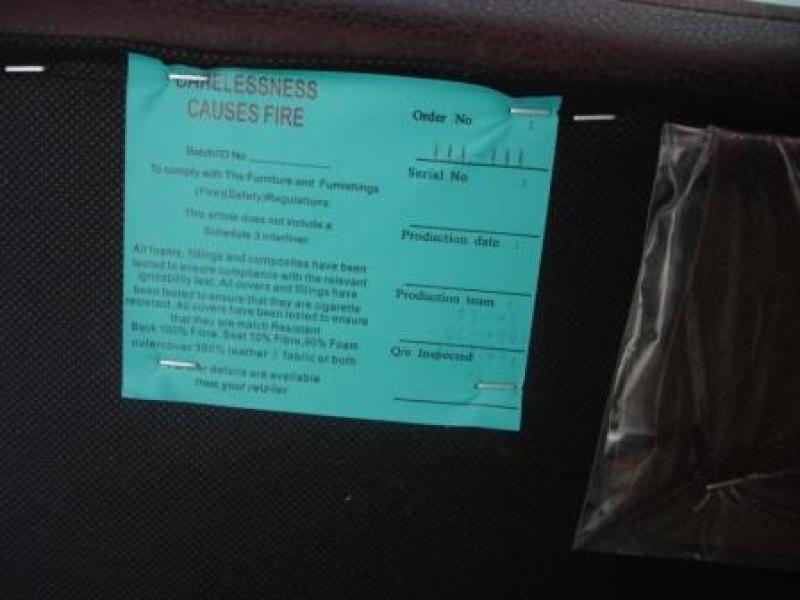 CARELESSNESS
CAUSES FIRE
Batch/ID No
To comply with The Furniture and Furnishings
(Fire)(Safety)Regulations:
This article does not include a
Schedule 3 interliner.
All foams, fillings and composites have been
tested to ensure compliance with the relevant
ignitability test. All covers and fillings have
been tested to ensure that they are cigarette
resistant. All covers have been tested to ensure
that they are match Resistant
Back 100% Fibre, Seat 10% Fibre,90% Foam
outercover 100% leather / fabric or both
details are available
from your retailer
Order No :
Serial No :
Production date :
Production team :
Q/c Inspected